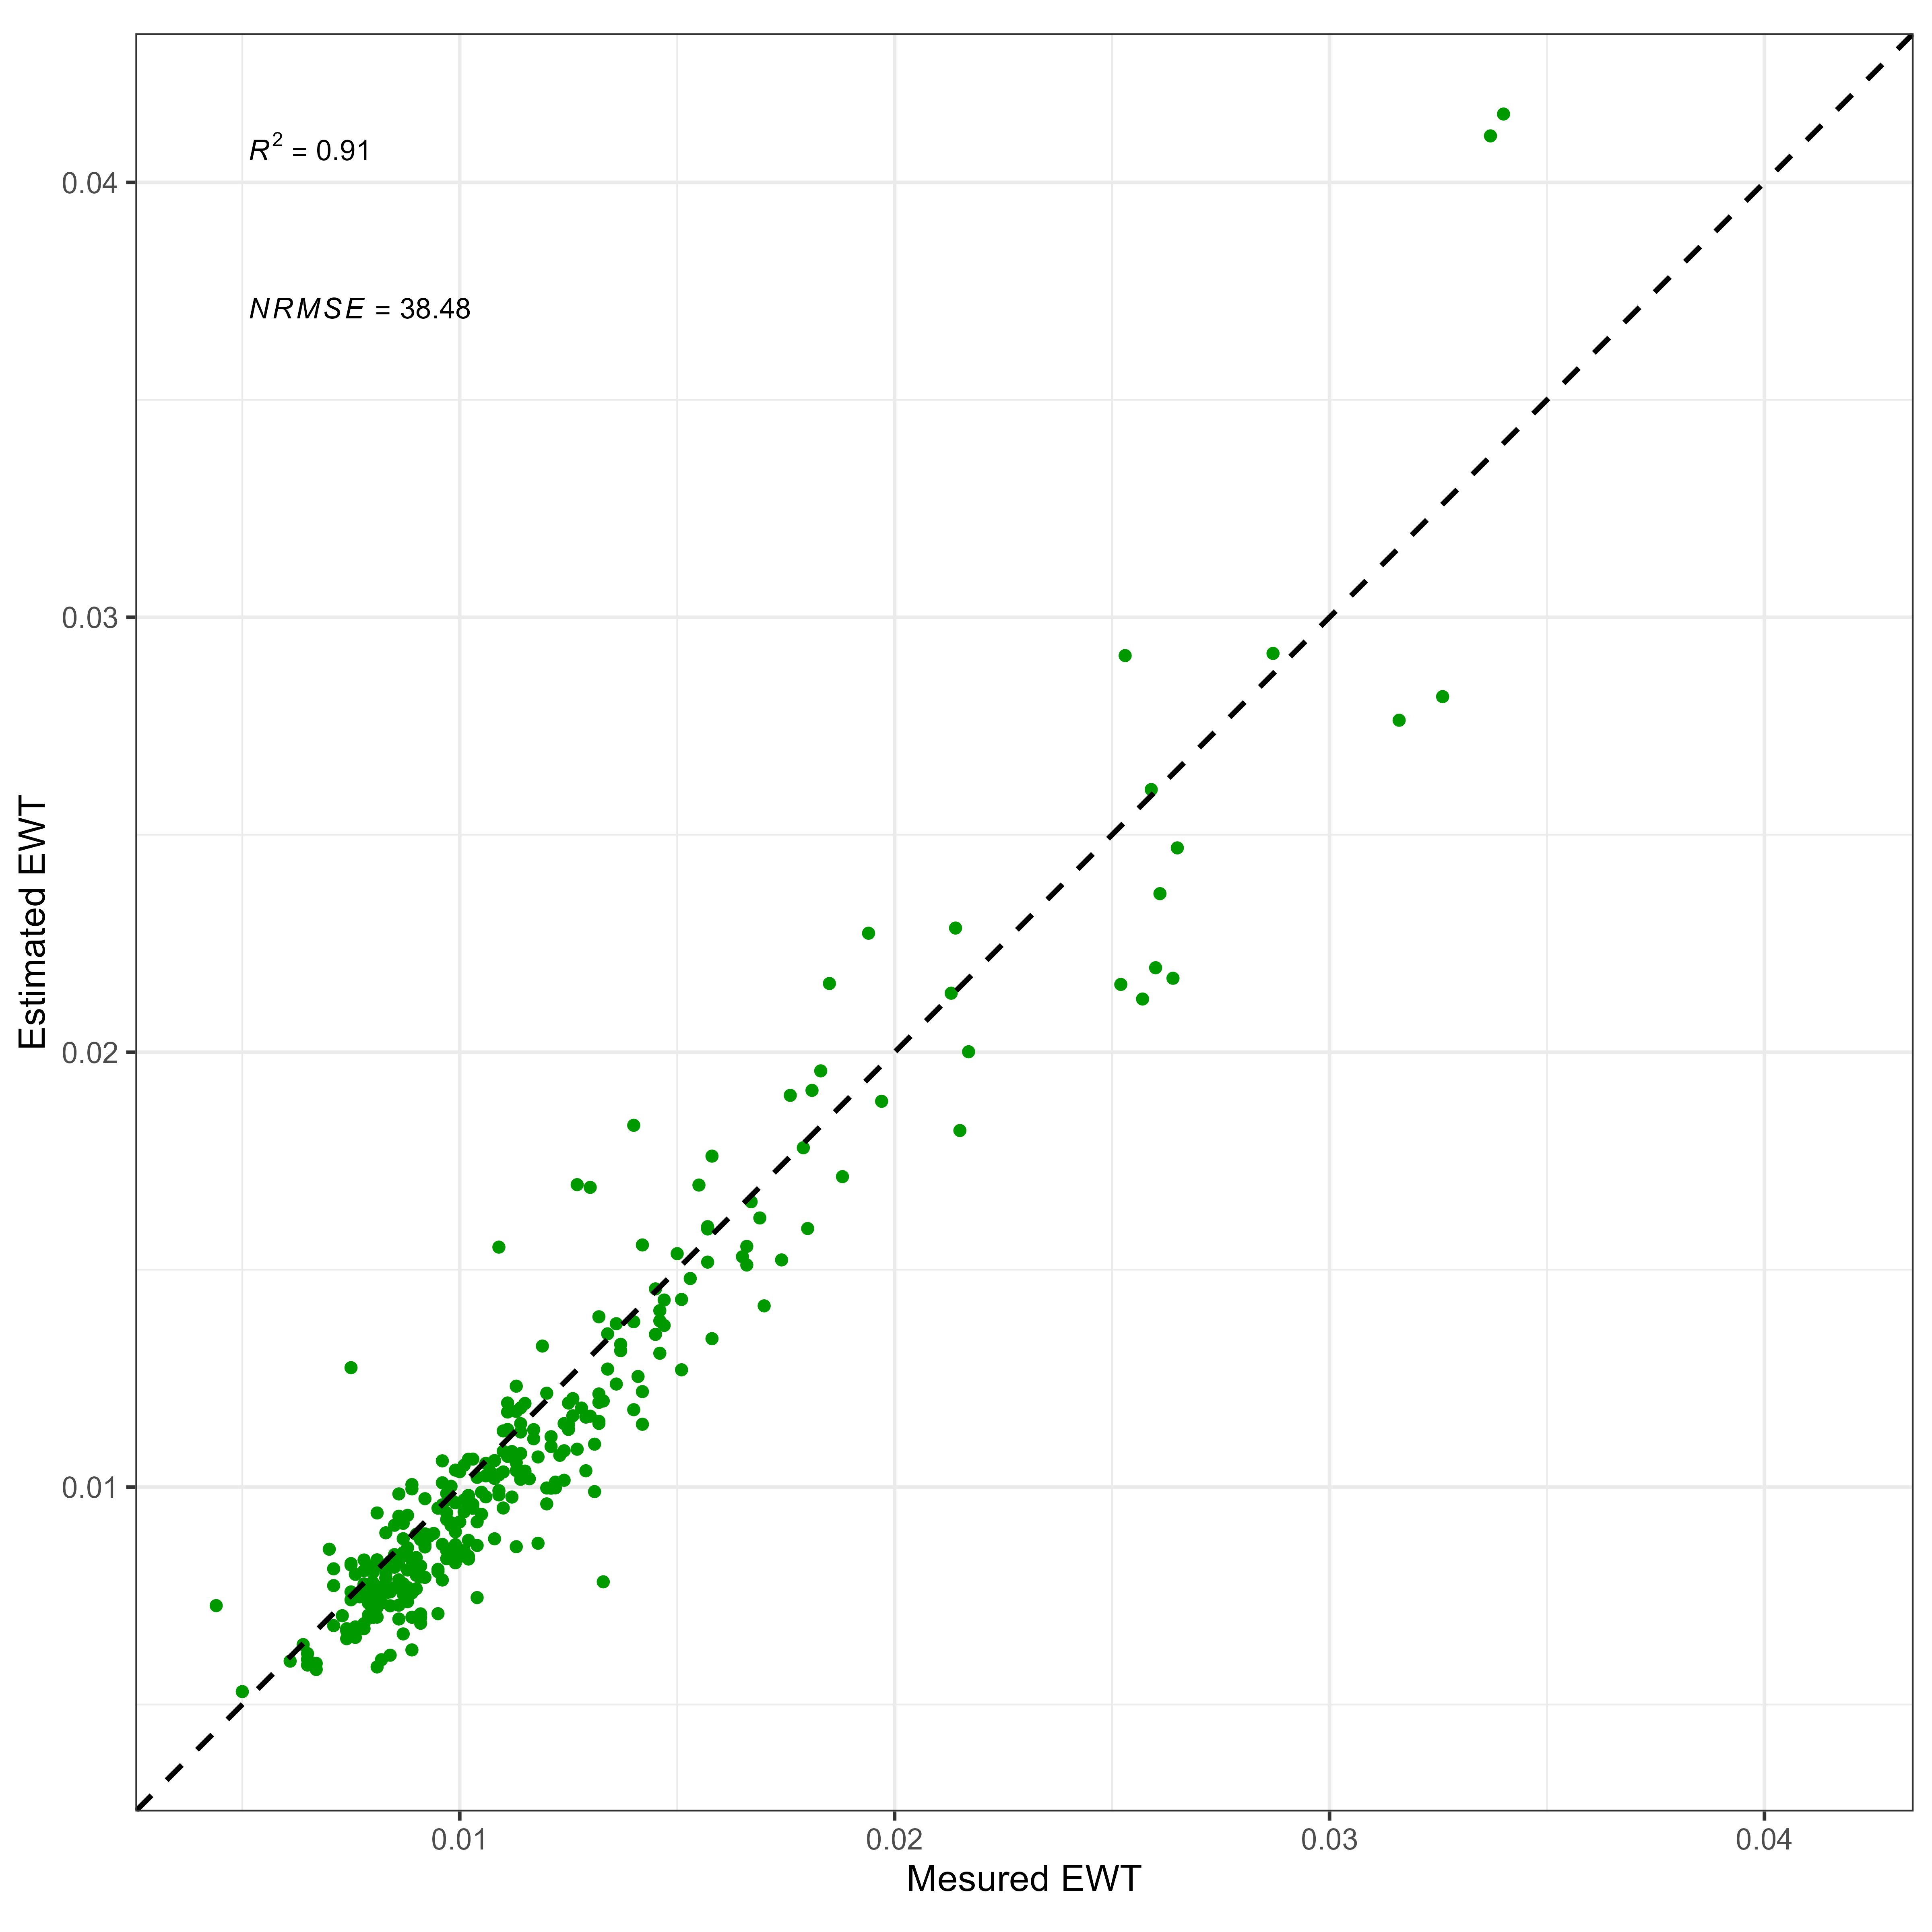 R² = 0.91
0.04
NRMSE = 38.48
0.03
Estimated EWT
0.02
0.01
0.01 0.02 0.03 0.04
Mesured EWT